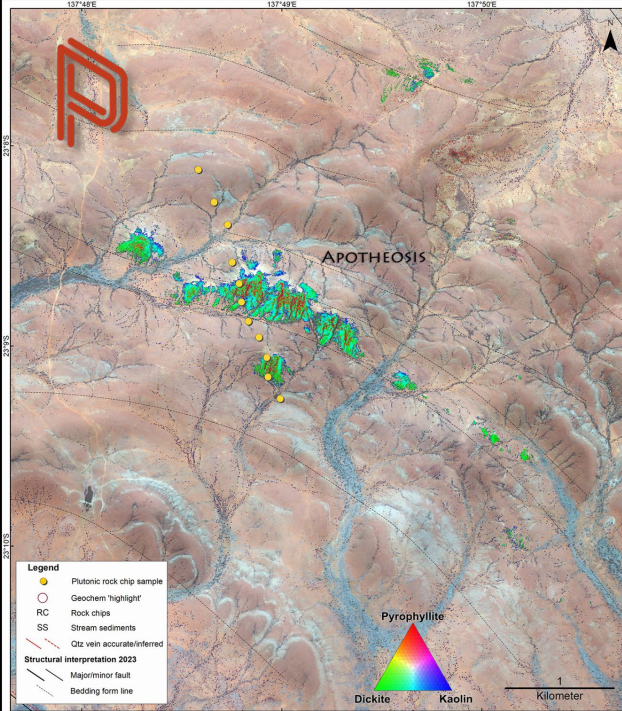 137°48'E
137°49'E
137°50'E
N
23°8'S
APOTHEOSIS
23°9'S
23°10'S
Legend
Plutonic rock chip sample
Geochem 'highlight'
RC Rock chips
SS Stream sediments
Qtz vein accurate/inferred
Structural interpretation 2023
Major/minor fault
Bedding form line
Pyrophyllite
Dickite
Kaolin
1
Kilometer